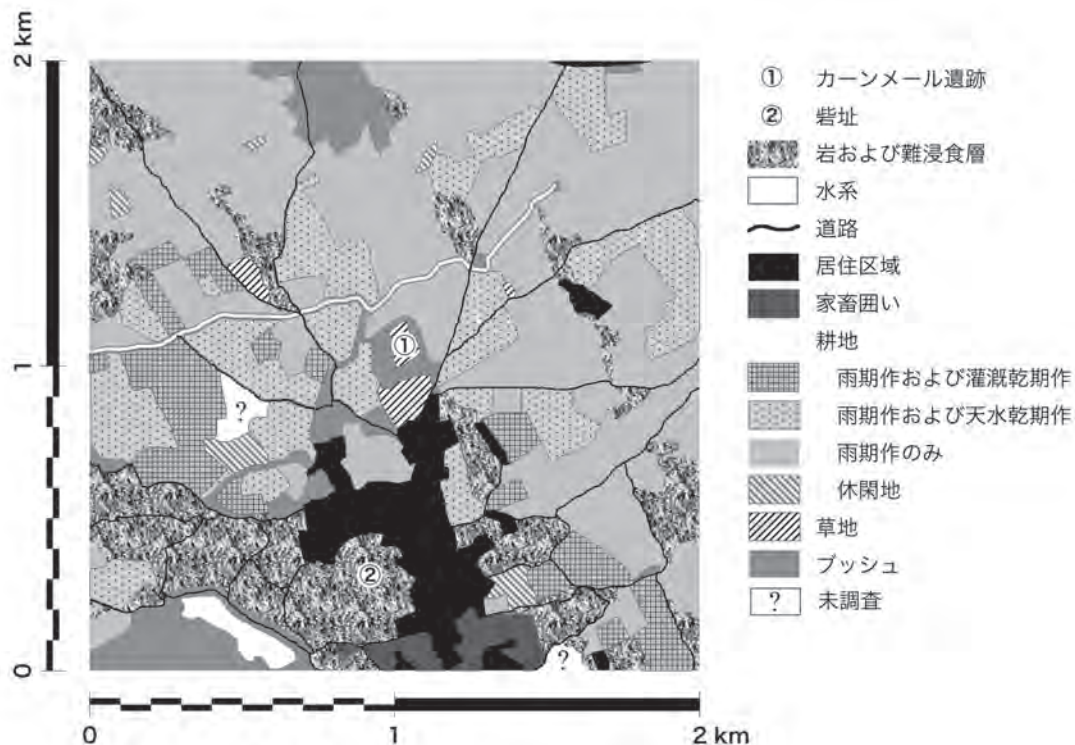 2 km
1
0
0
1
2 km
①
②
?
?
① カーンメール遺跡
② 砦址
岩および難浸食層
水系
道路
居住区域
家畜囲い
耕地
雨期作および灌漑乾期作
雨期作および天水乾期作
雨期作のみ
休閑地
草地
ブッシュ
? 未調査